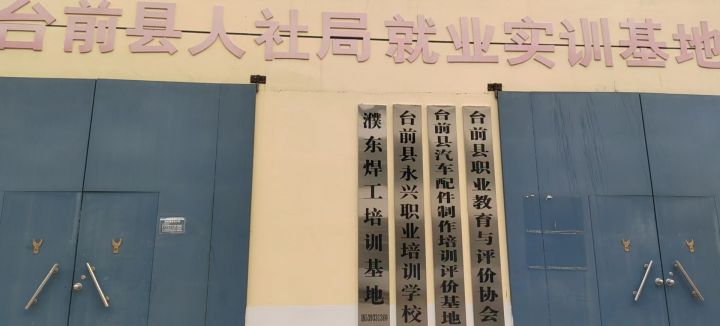 台前县人社局就业实训基地
濮东焊工培训基地
台前县永兴职业培训学校
台前县汽车配件制作培训评价基地
台前县职业教育与评价协会